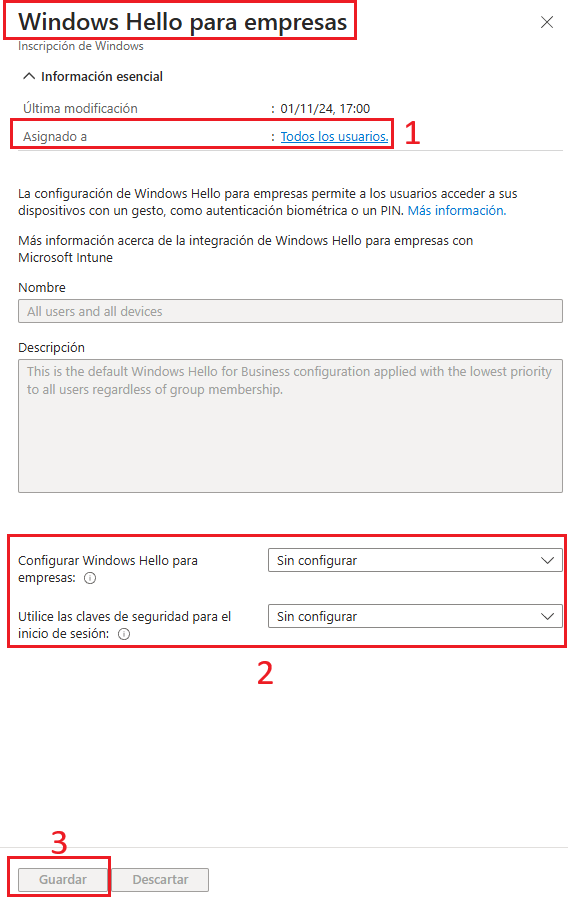 Windows Hello para empresas
Inscripción de Windows
Información esencial
Última modificación : 01/11/24, 17:00
Asignado a : Todos los usuarios. 1
La configuración de Windows Hello para empresas permite a los usuarios acceder a sus
dispositivos con un gesto, como autenticación biométrica o un PIN. Más información.
Más información acerca de la integración de Windows Hello para empresas con
Microsoft Intune
Nombre
All users and all devices
Descripción
This is the default Windows Hello for Business configuration applied with the lowest priority
to all users regardless of group membership.
Configurar Windows Hello para Sin configurar
empresas:
Utilice las claves de seguridad para el Sin configurar
inicio de sesión:
2
3
Guardar Descartar